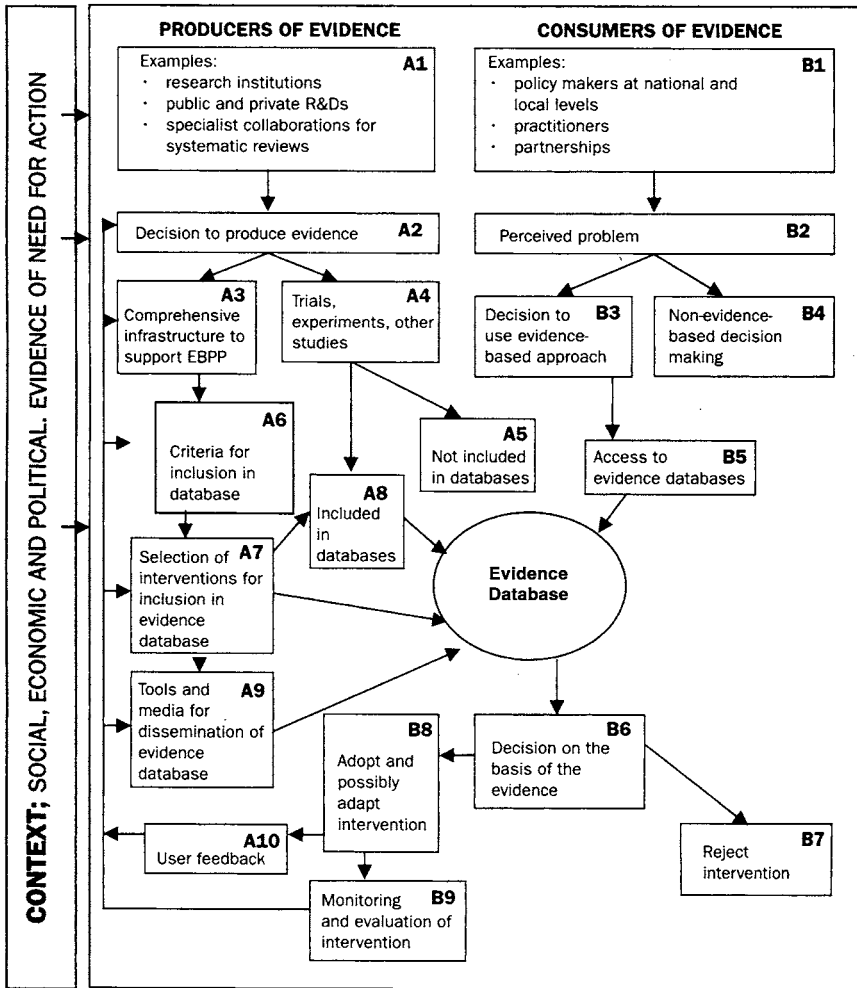 CONTEXT; SOCIAL, ECONOMIC AND POLITICAL. EVIDENCE OF NEED FOR ACTION
PRODUCERS OF EVIDENCE
A1
Examples:
· research institutions
· public and private R&Ds
· specialist collaborations for
systematic reviews
CONSUMERS OF EVIDENCE
B1
Examples:
· policy makers at national and
local levels
· practitioners
· partnerships
Decision to produce evidence A2
Perceived problem B2
A3
Comprehensive
infrastructure to
support EBPP
A4
Trials,
experiments, other
studies
B3
Decision to
use evidence-
based approach
B4
Non-evidence-
based decision
making
A6
Criteria for
inclusion in
database
A5
Not included
in databases
B5
Access to
evidence databases
A8
Included
in
databases
A7
Selection of
interventions for
inclusion in
evidence
database
Evidence
Database
A9
Tools and
media for
dissemination of
evidence
database
B8
Adopt and
possibly
adapt
intervention
B6
Decision on the
basis of the
evidence
A10
User feedback
B7
Reject
intervention
B9
Monitoring
and evaluation of
intervention